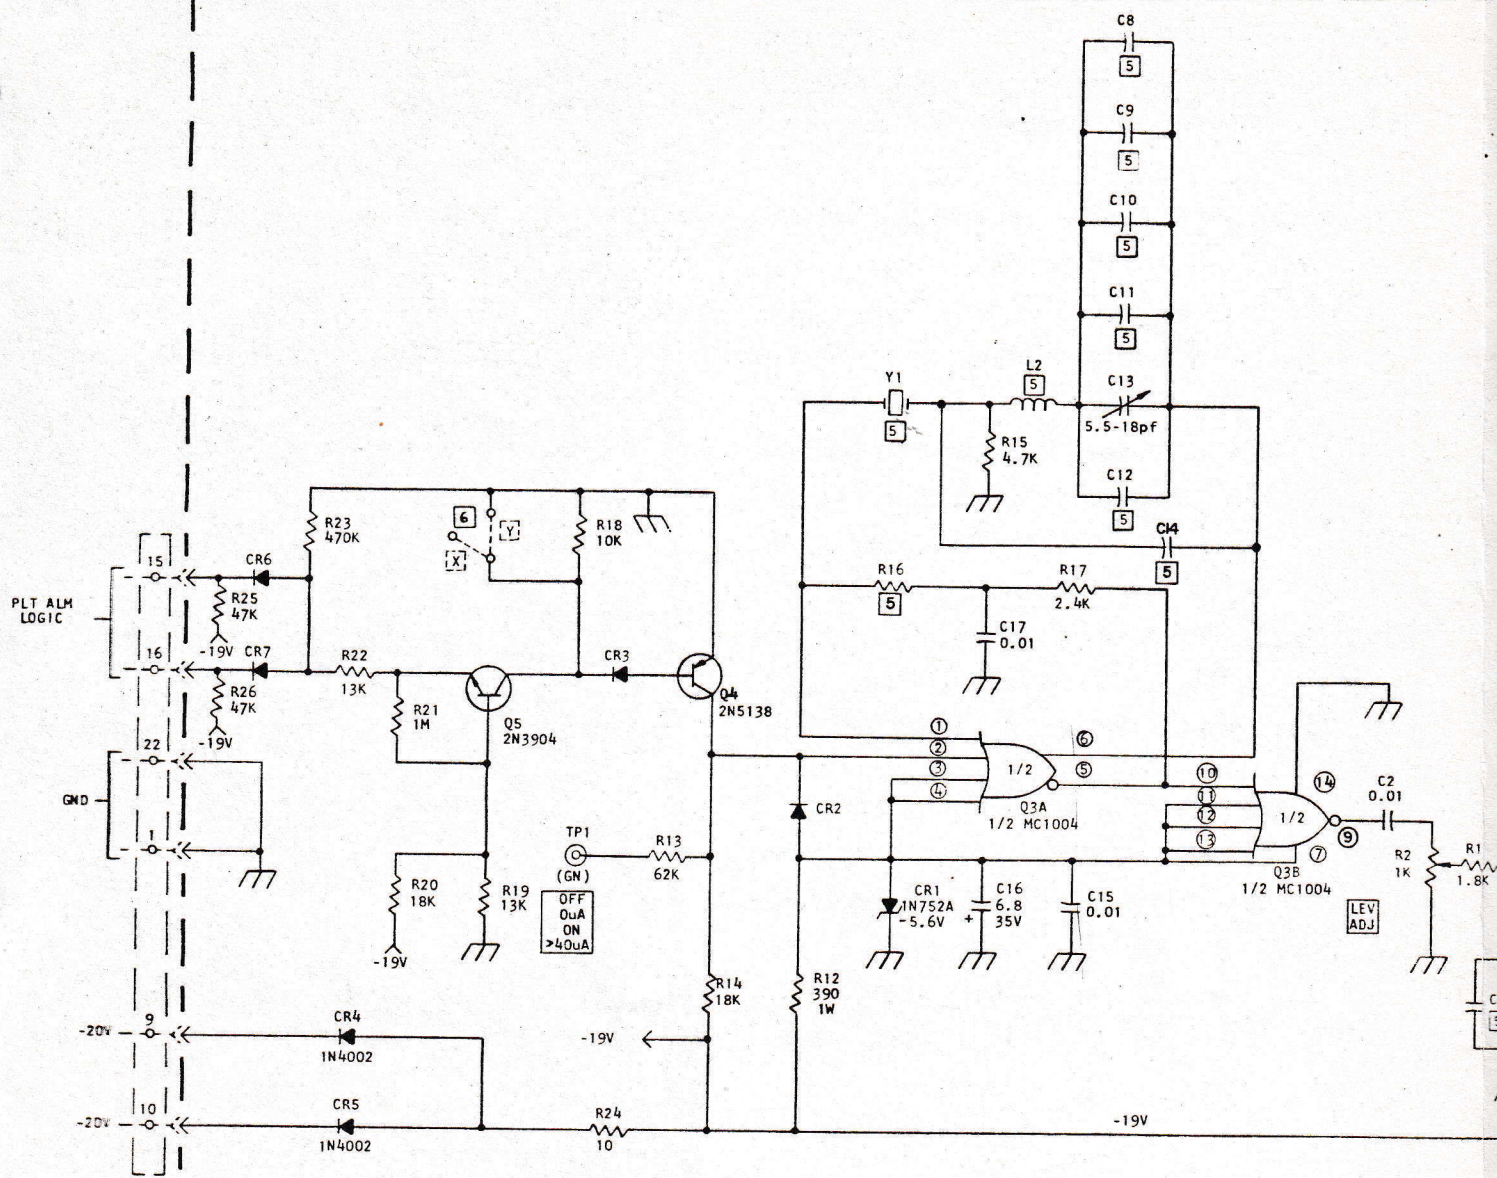 C8
5
C9
5
C10
5
C11
5
L2
5
Y1
5
C13
5.5-18pf
R15
4.7K
C12
5
C14
5
R23
470K
6
Y
X
R18
10K
15
CR6
R25
47K
-19V
PLT ALM
LOGIC
16
CR7
R26
47K
-19V
R22
13K
R21
1M
Q5
2N3904
CR3
Q4
2N5138
R16
5
R17
2.4K
C17
0.01
22
GND
1
1
2
3
4
6
5
1/2
Q3A
1/2 MC1004
10
11
12
13
14
1/2
9
7
Q3B
1/2 MC1004
C2
0.01
R2
1K
R1
1.8K
LEV
ADJ
CR2
TP1
(GN)
OFF
0uA
ON
>40uA
R13
62K
R20
18K
-19V
R19
13K
CR1
1N752A
-5.6V
C16
6.8
35V
+
C15
0.01
R14
18K
R12
390
1W
-19V
-20V
9
CR4
1N4002
-20V
10
CR5
1N4002
R24
10
-19V
C
5